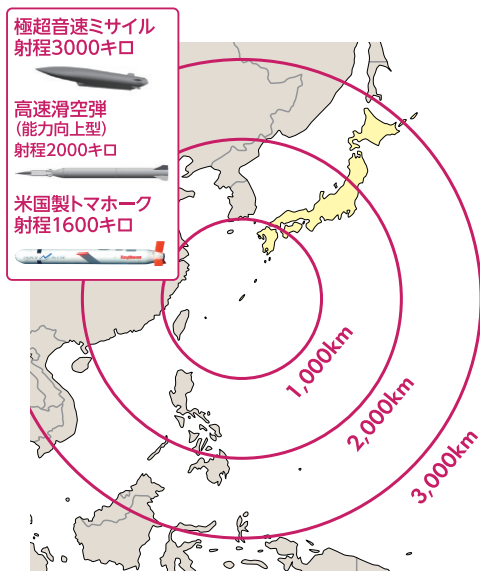 極超音速ミサイル
射程3000キロ
高速滑空弾
（能力向上型）
射程2000キロ
米国製トマホーク
射程1600キロ
Raytheon
1,000km
2,000km
3,000km